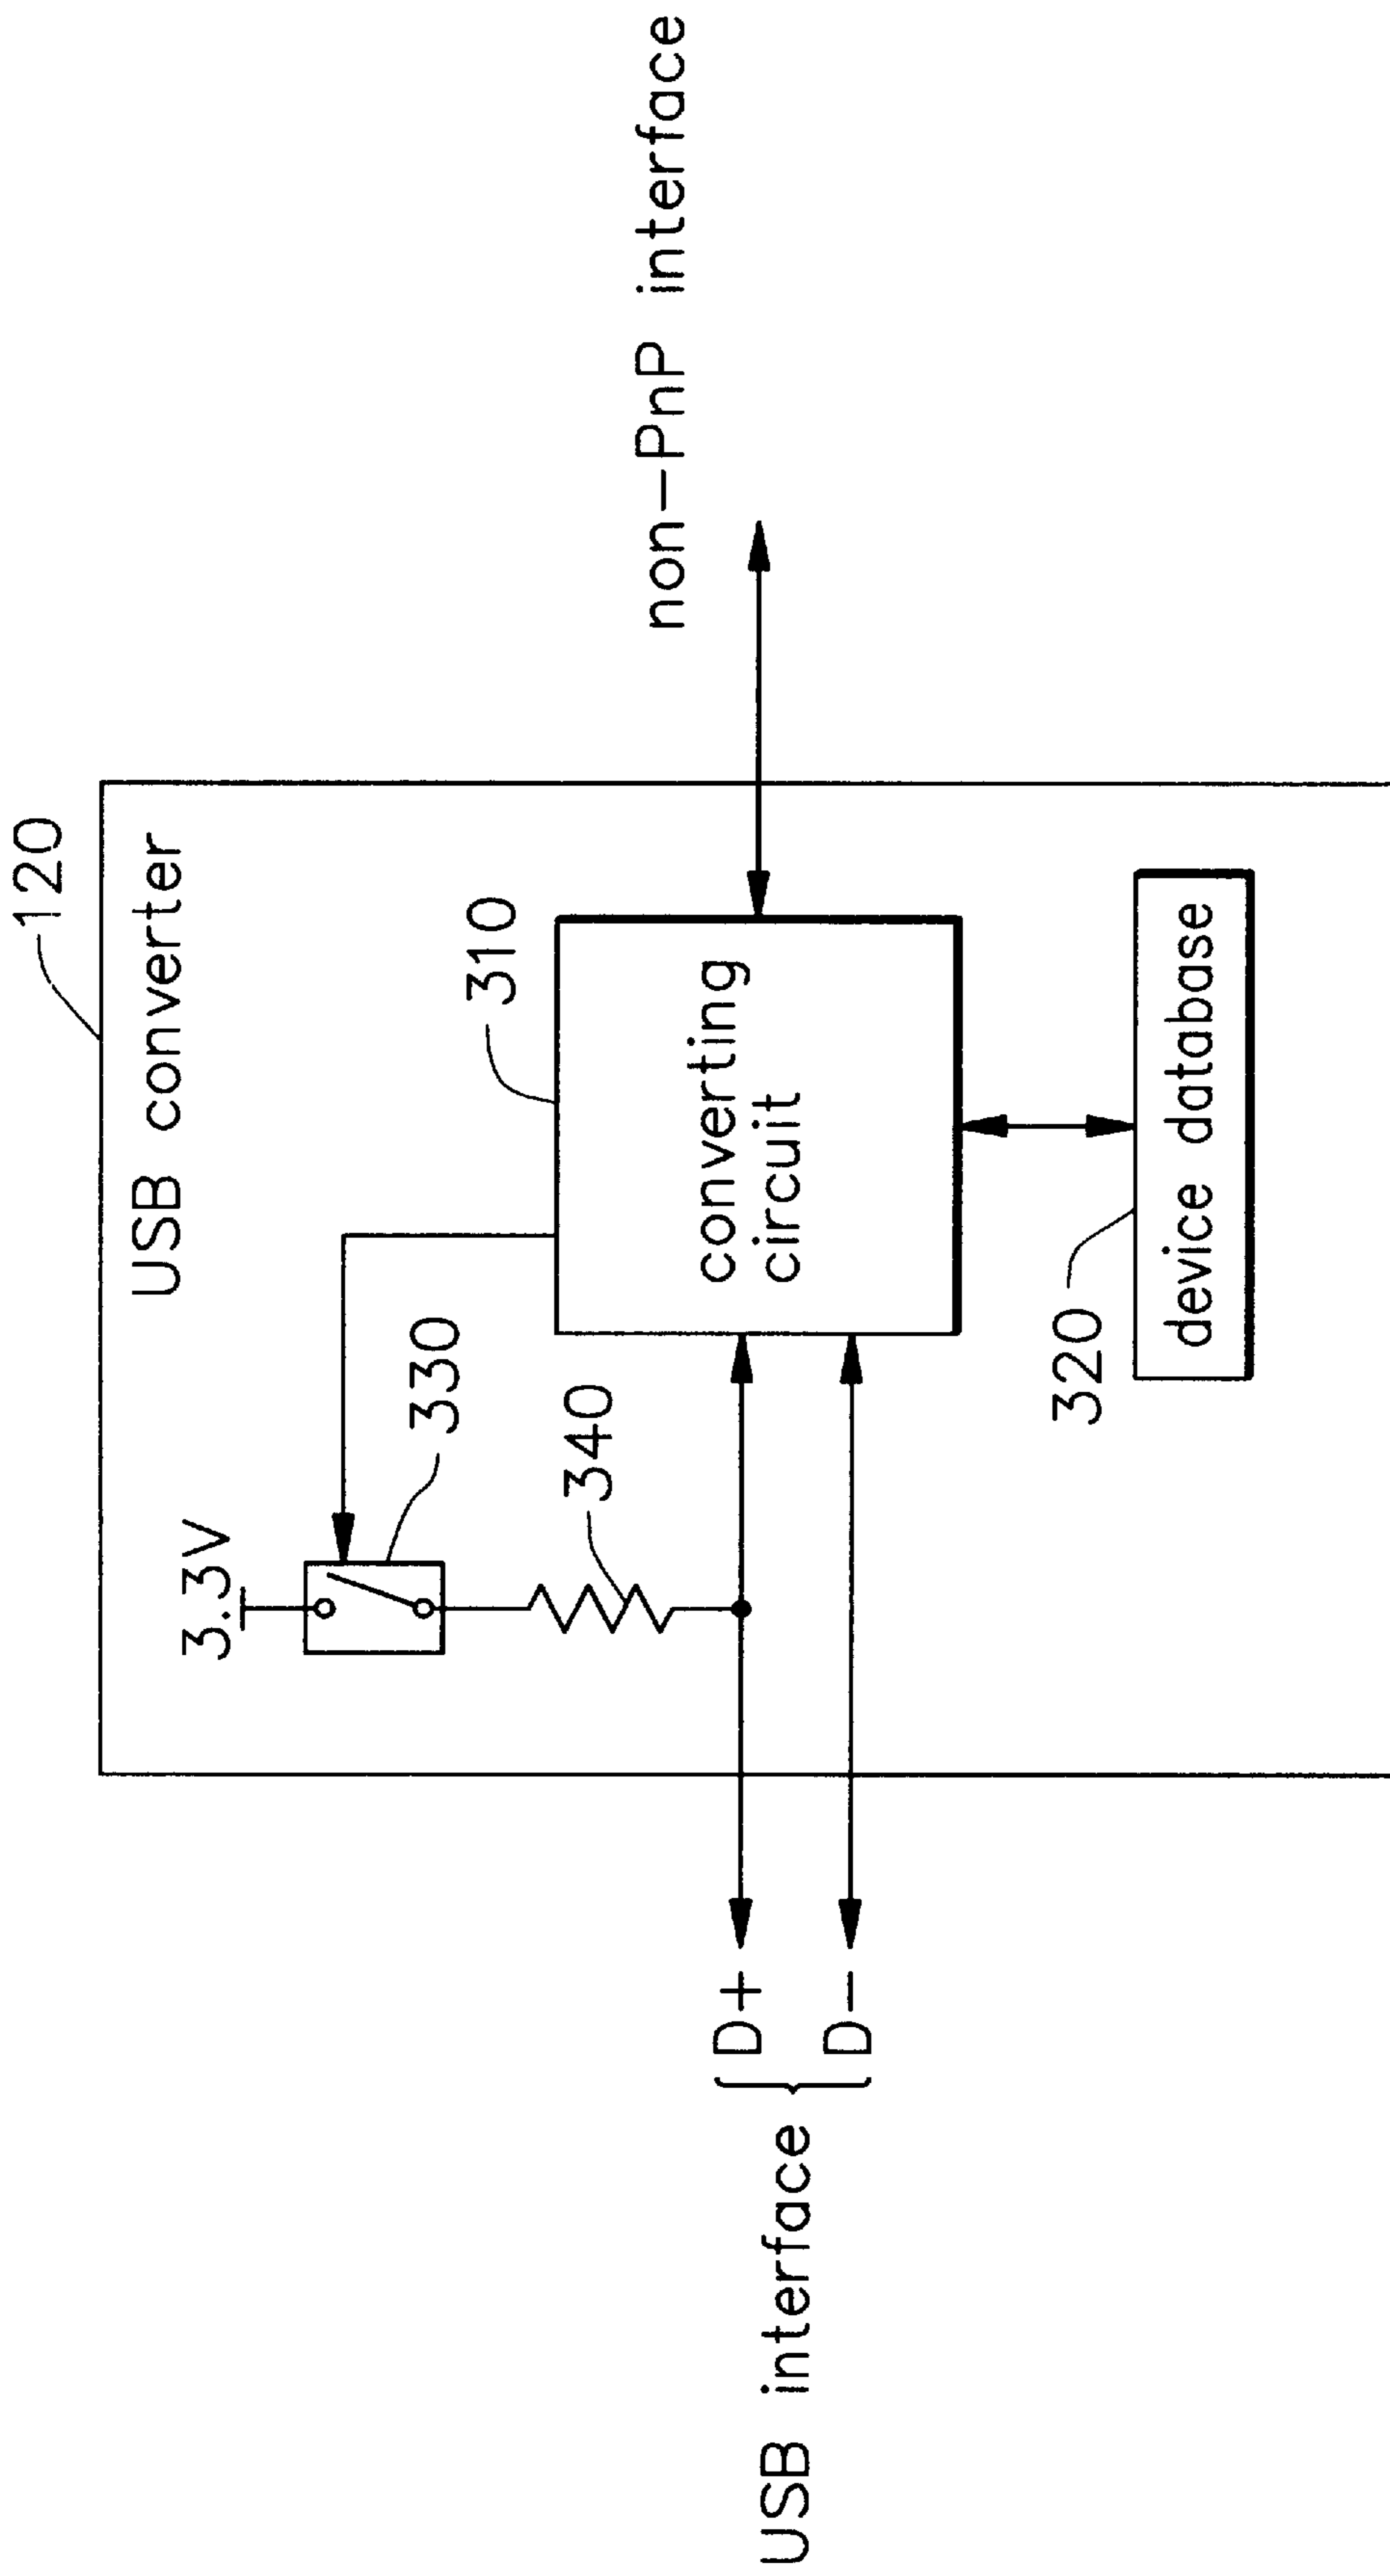 120
USB converter
3.3V
330
340
310
converting
circuit
non-PnP interface
USB interface
D+
D-
320
device database